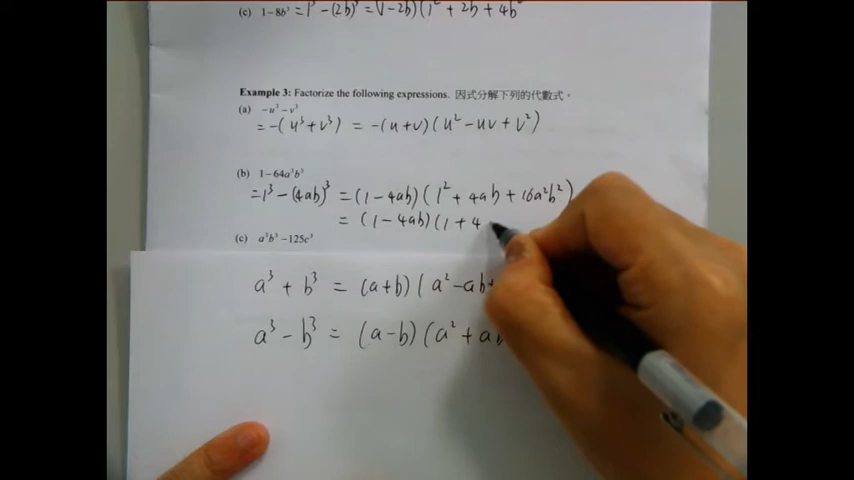 (c) 1−8b³ = 1³ − (2b)³ = (1−2b)(1² + 2b + 4b²
Example 3: Factorize the following expressions. 因式分解下列的代數式。
(a) −u³ − v³
= −(u³ + v³) = −(u+v)(u² − uv + v²)
(b) 1−64a³b³
= 1³ − (4ab)³ = (1 − 4ab)(1² + 4ab + 16a²b²)
= (1 − 4ab)(1 + 4
(c) a³b³ −125c³
a³ + b³ = (a+b)(a² − ab+
a³ − b³ = (a−b)(a² + ab